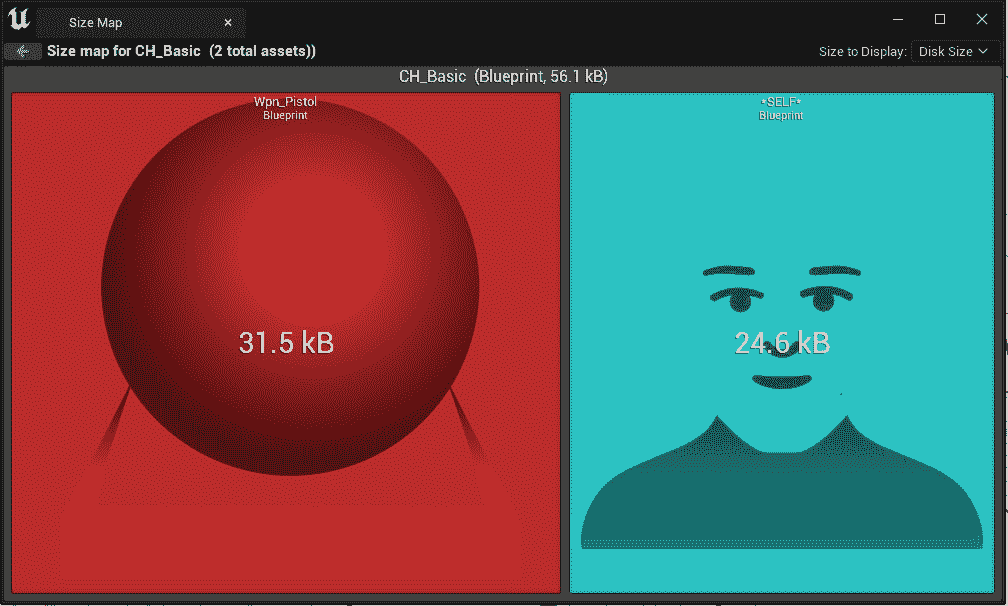 Size Map
Size map for CH_Basic (2 total assets))
Size to Display: Disk Size
CH_Basic (Blueprint, 56.1 kB)
Wpn_Pistol
Blueprint
31.5 kB
*SELF*
Blueprint
24.6 kB